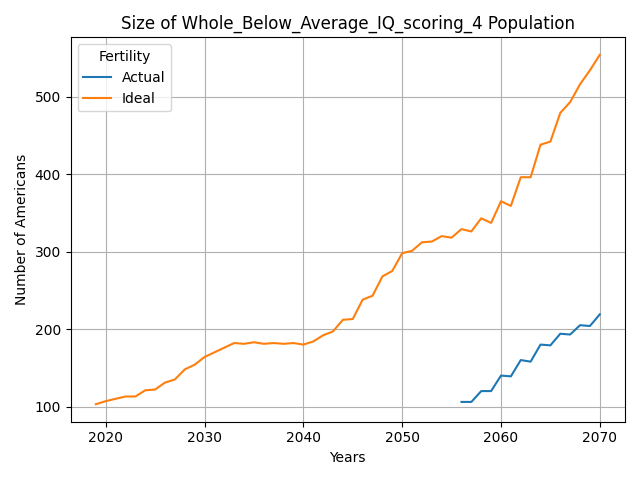 Size of Whole_Below_Average_IQ_scoring_4 Population
Fertility
Actual
Ideal
Number of Americans
500
400
300
200
100
2020 2030 2040 2050 2060 2070
Years